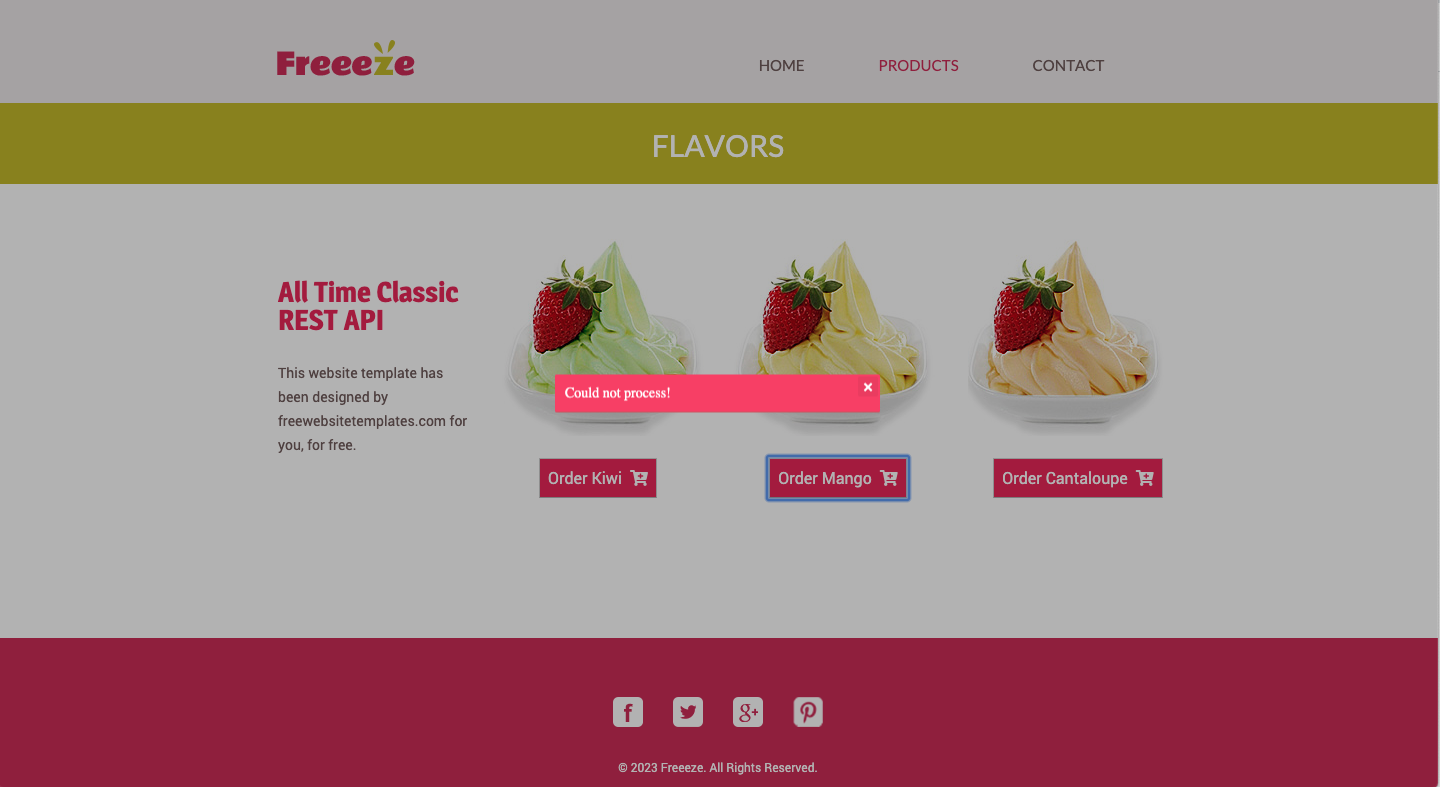 Freeeze
HOME PRODUCTS CONTACT
FLAVORS
All Time Classic
REST API
This website template has
been designed by
freewebsitetemplates.com for
you, for free.
Could not process!
Order Kiwi
Order Mango
Order Cantaloupe
© 2023 Freeeze. All Rights Reserved.